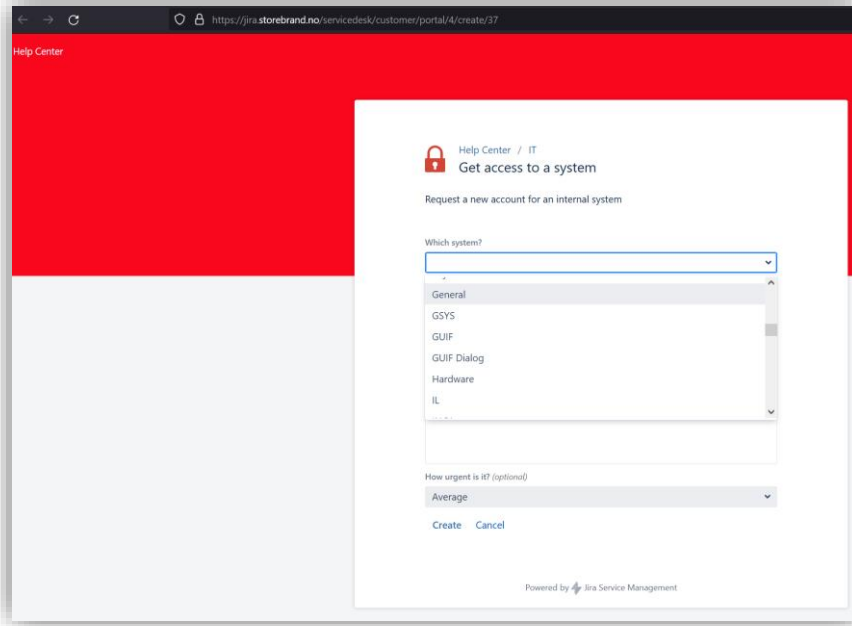 https://jira.storebrand.no/servicedesk/customer/portal/4/create/37
Help Center
Help Center / IT
Get access to a system
Request a new account for an internal system
Which system?
General
GSYS
GUIF
GUIF Dialog
Hardware
IL
How urgent is it? (optional)
Average
Create Cancel
Powered by Jira Service Management